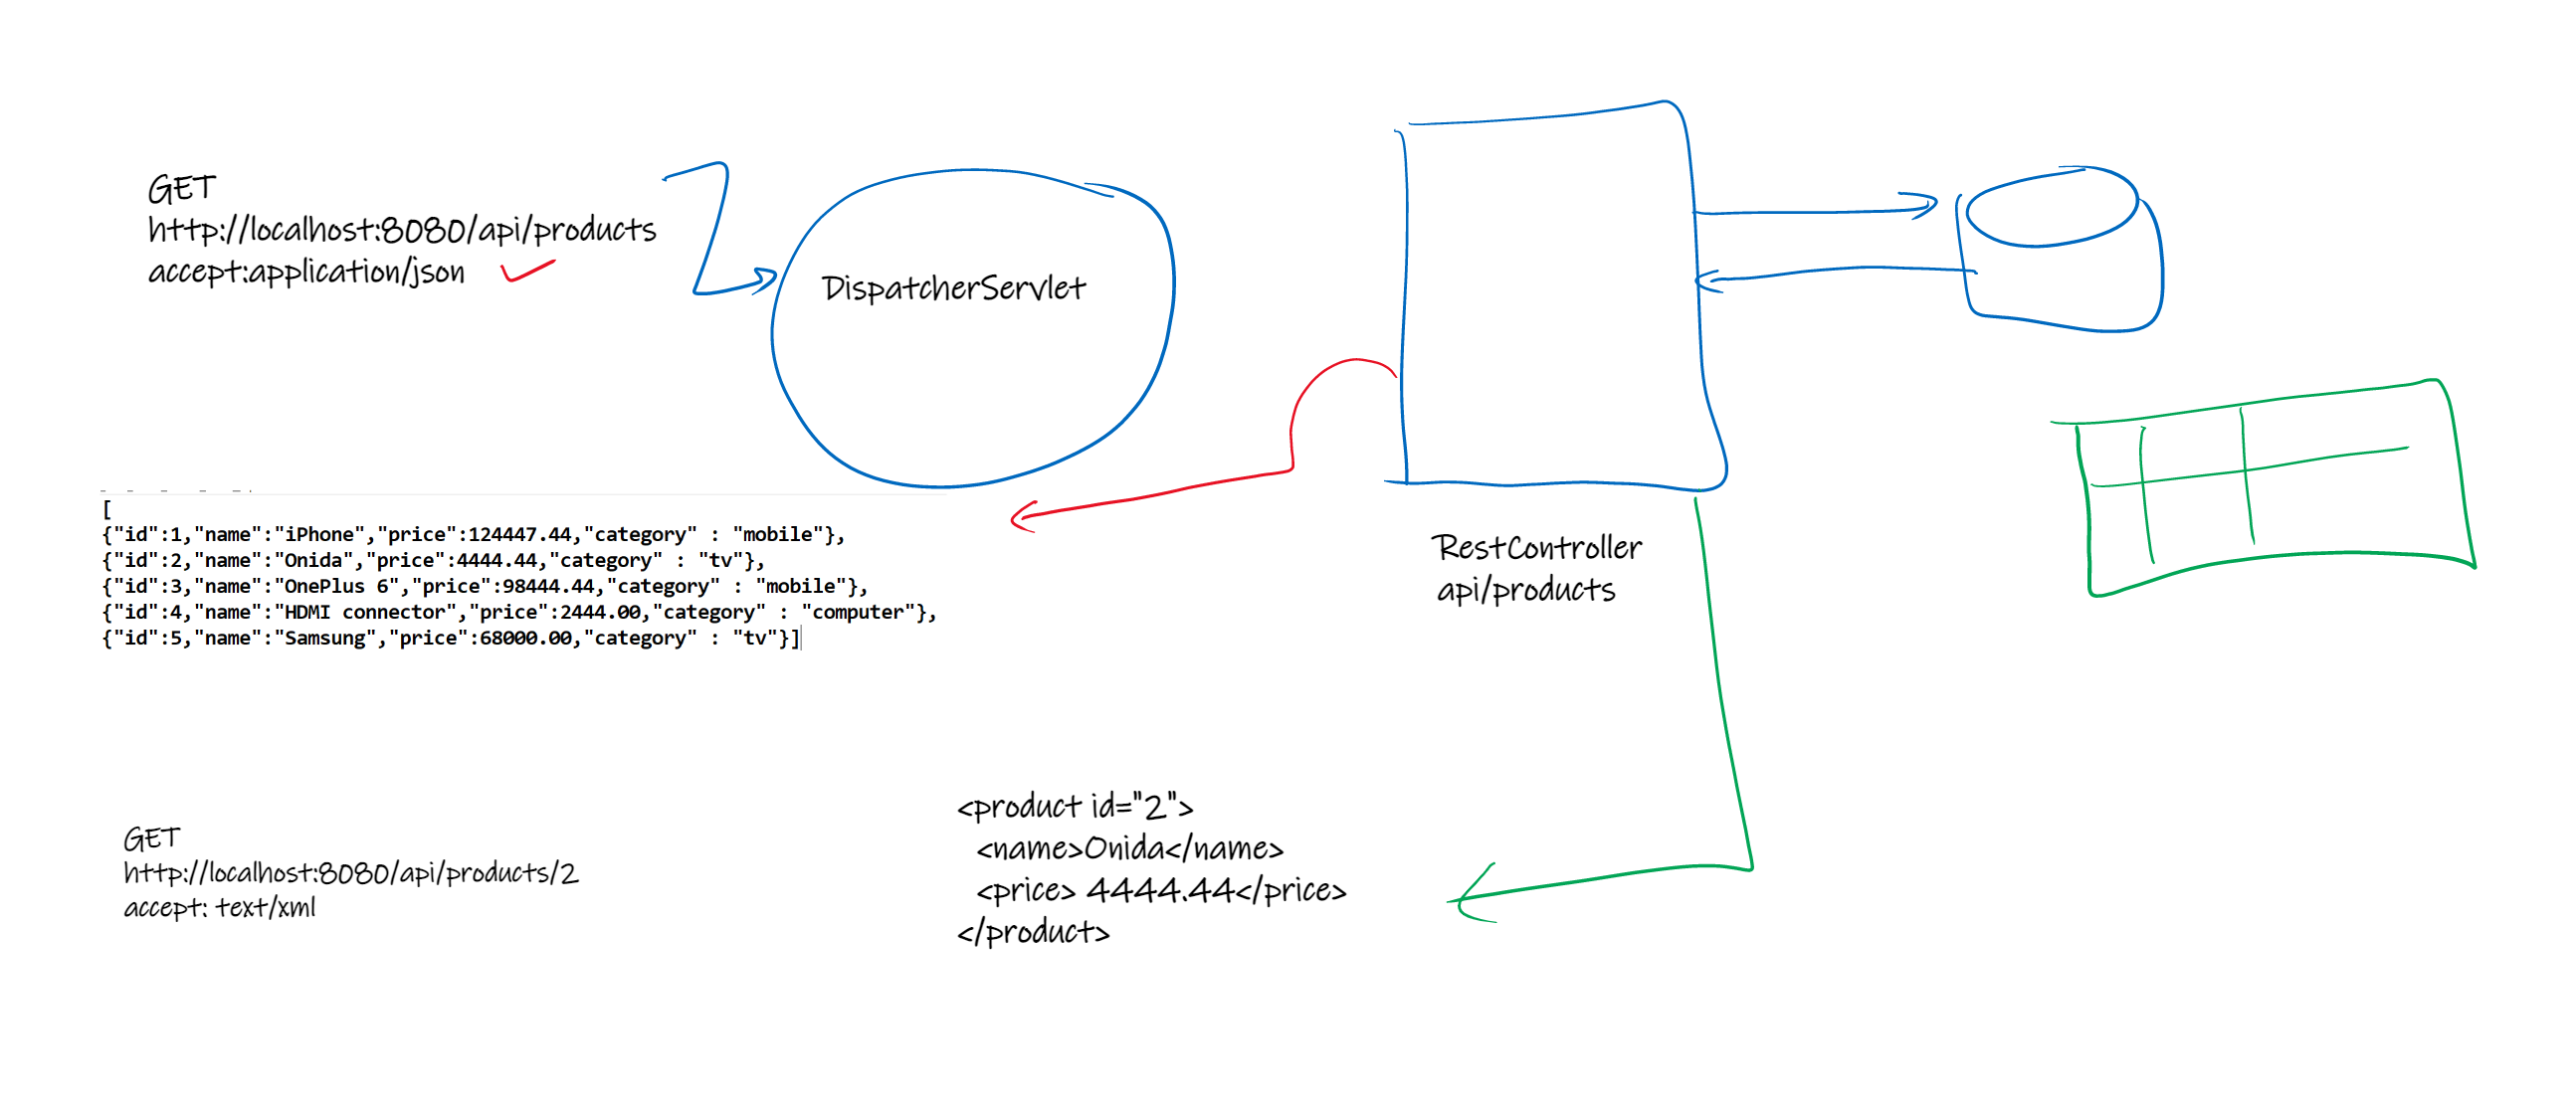 GET
http://localhost:8080/api/products
accept:application/json
DispatcherServlet
[
{"id":1,"name":"iPhone","price":124447.44,"category" : "mobile"},
{"id":2,"name":"Onida","price":4444.44,"category" : "tv"},
{"id":3,"name":"OnePlus 6","price":98444.44,"category" : "mobile"},
{"id":4,"name":"HDMI connector","price":2444.00,"category" : "computer"},
{"id":5,"name":"Samsung","price":68000.00,"category" : "tv"}]
RestController
api/products
<product id="2">
<name>Onida</name>
<price> 4444.44</price>
</product>
GET
http://localhost:8080/api/products/2
accept: text/xml